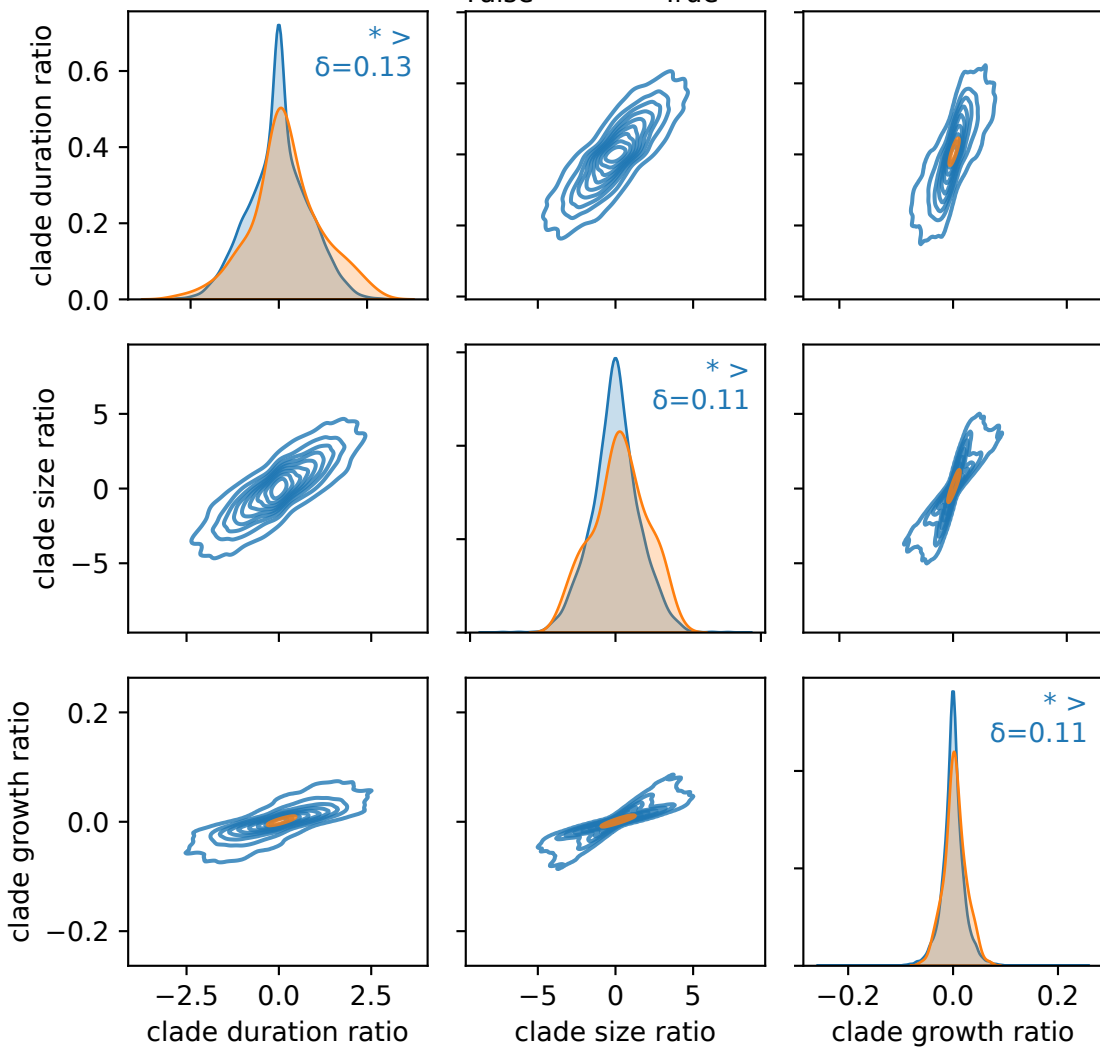 clade duration ratio
0.6
0.4
0.2
0.0
* >
δ=0.13
clade size ratio
5
0
−5
* >
δ=0.11
clade growth ratio
0.2
0.0
−0.2
* >
δ=0.11
−2.5 0.0 2.5
−5 0 5
−0.2 0.0 0.2
clade duration ratio
clade size ratio
clade growth ratio